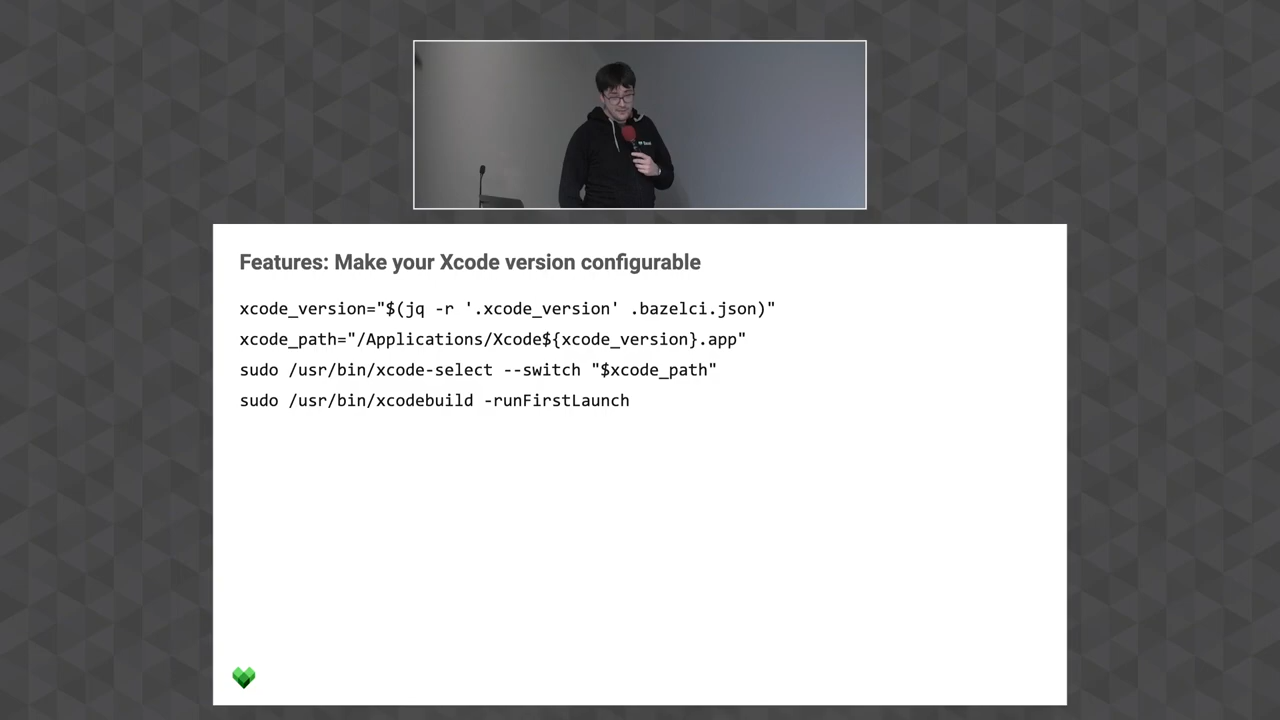 Features: Make your Xcode version configurable
xcode_version="$(jq -r '.xcode_version' .bazelci.json)"
xcode_path="/Applications/Xcode${xcode_version}.app"
sudo /usr/bin/xcode-select --switch "$xcode_path"
sudo /usr/bin/xcodebuild -runFirstLaunch